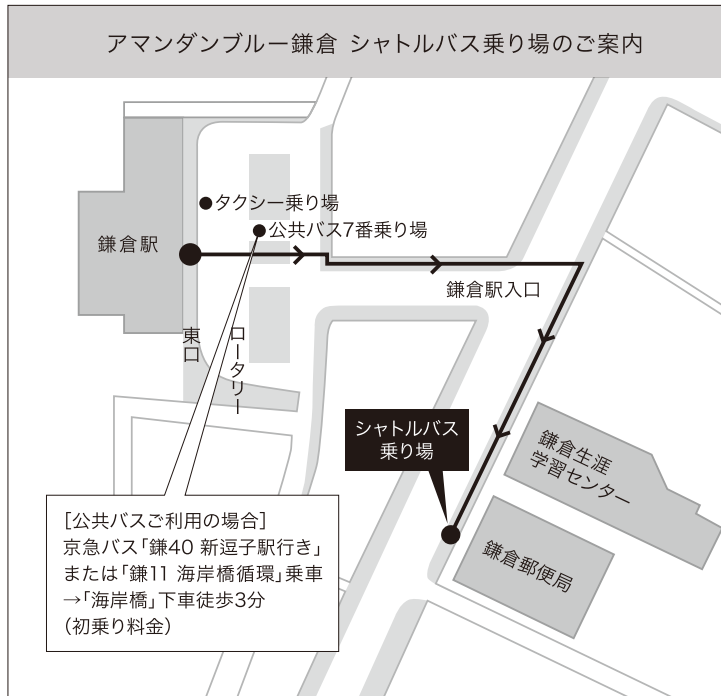 アマンダンブルー鎌倉 シャトルバス乗り場のご案内
タクシー乗り場
公共バス7番乗り場
鎌倉駅
鎌倉駅入口
東口
ロータリー
シャトルバス
乗り場
鎌倉生涯
学習センター
鎌倉郵便局
[公共バスご利用の場合]
京急バス「鎌40 新逗子駅行き」
または「鎌11 海岸橋循環」乗車
→「海岸橋」下車徒歩3分
(初乗り料金)